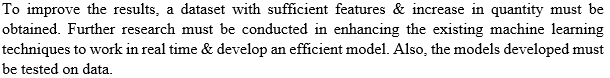 To improve the results, a dataset with sufficient features & increase in quantity must be
obtained. Further research must be conducted in enhancing the existing machine learning
techniques to work in real time & develop an efficient model. Also, the models developed must
be tested on data.